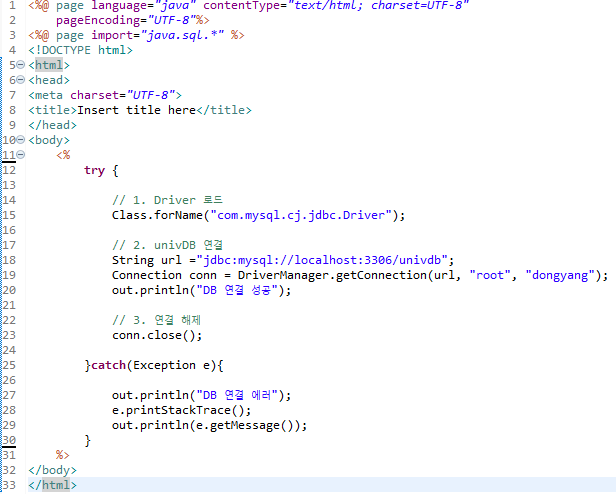 1 <%@ page language="java" contentType="text/html; charset=UTF-8"
2     pageEncoding="UTF-8"%>
3 <%@ page import="java.sql.*" %>
4 <!DOCTYPE html>
5 <html>
6 <head>
7 <meta charset="UTF-8">
8 <title>Insert title here</title>
9 </head>
10 <body>
11     <%
12         try {
13
14             // 1. Driver 로드
15             Class.forName("com.mysql.cj.jdbc.Driver");
16
17             // 2. univDB 연결
18             String url ="jdbc:mysql://localhost:3306/univdb";
19             Connection conn = DriverManager.getConnection(url, "root", "dongyang");
20             out.println("DB 연결 성공");
21
22             // 3. 연결 해제
23             conn.close();
24
25         }catch(Exception e){
26
27             out.println("DB 연결 에러");
28             e.printStackTrace();
29             out.println(e.getMessage());
30         }
31     %>
32 </body>
33 </html>